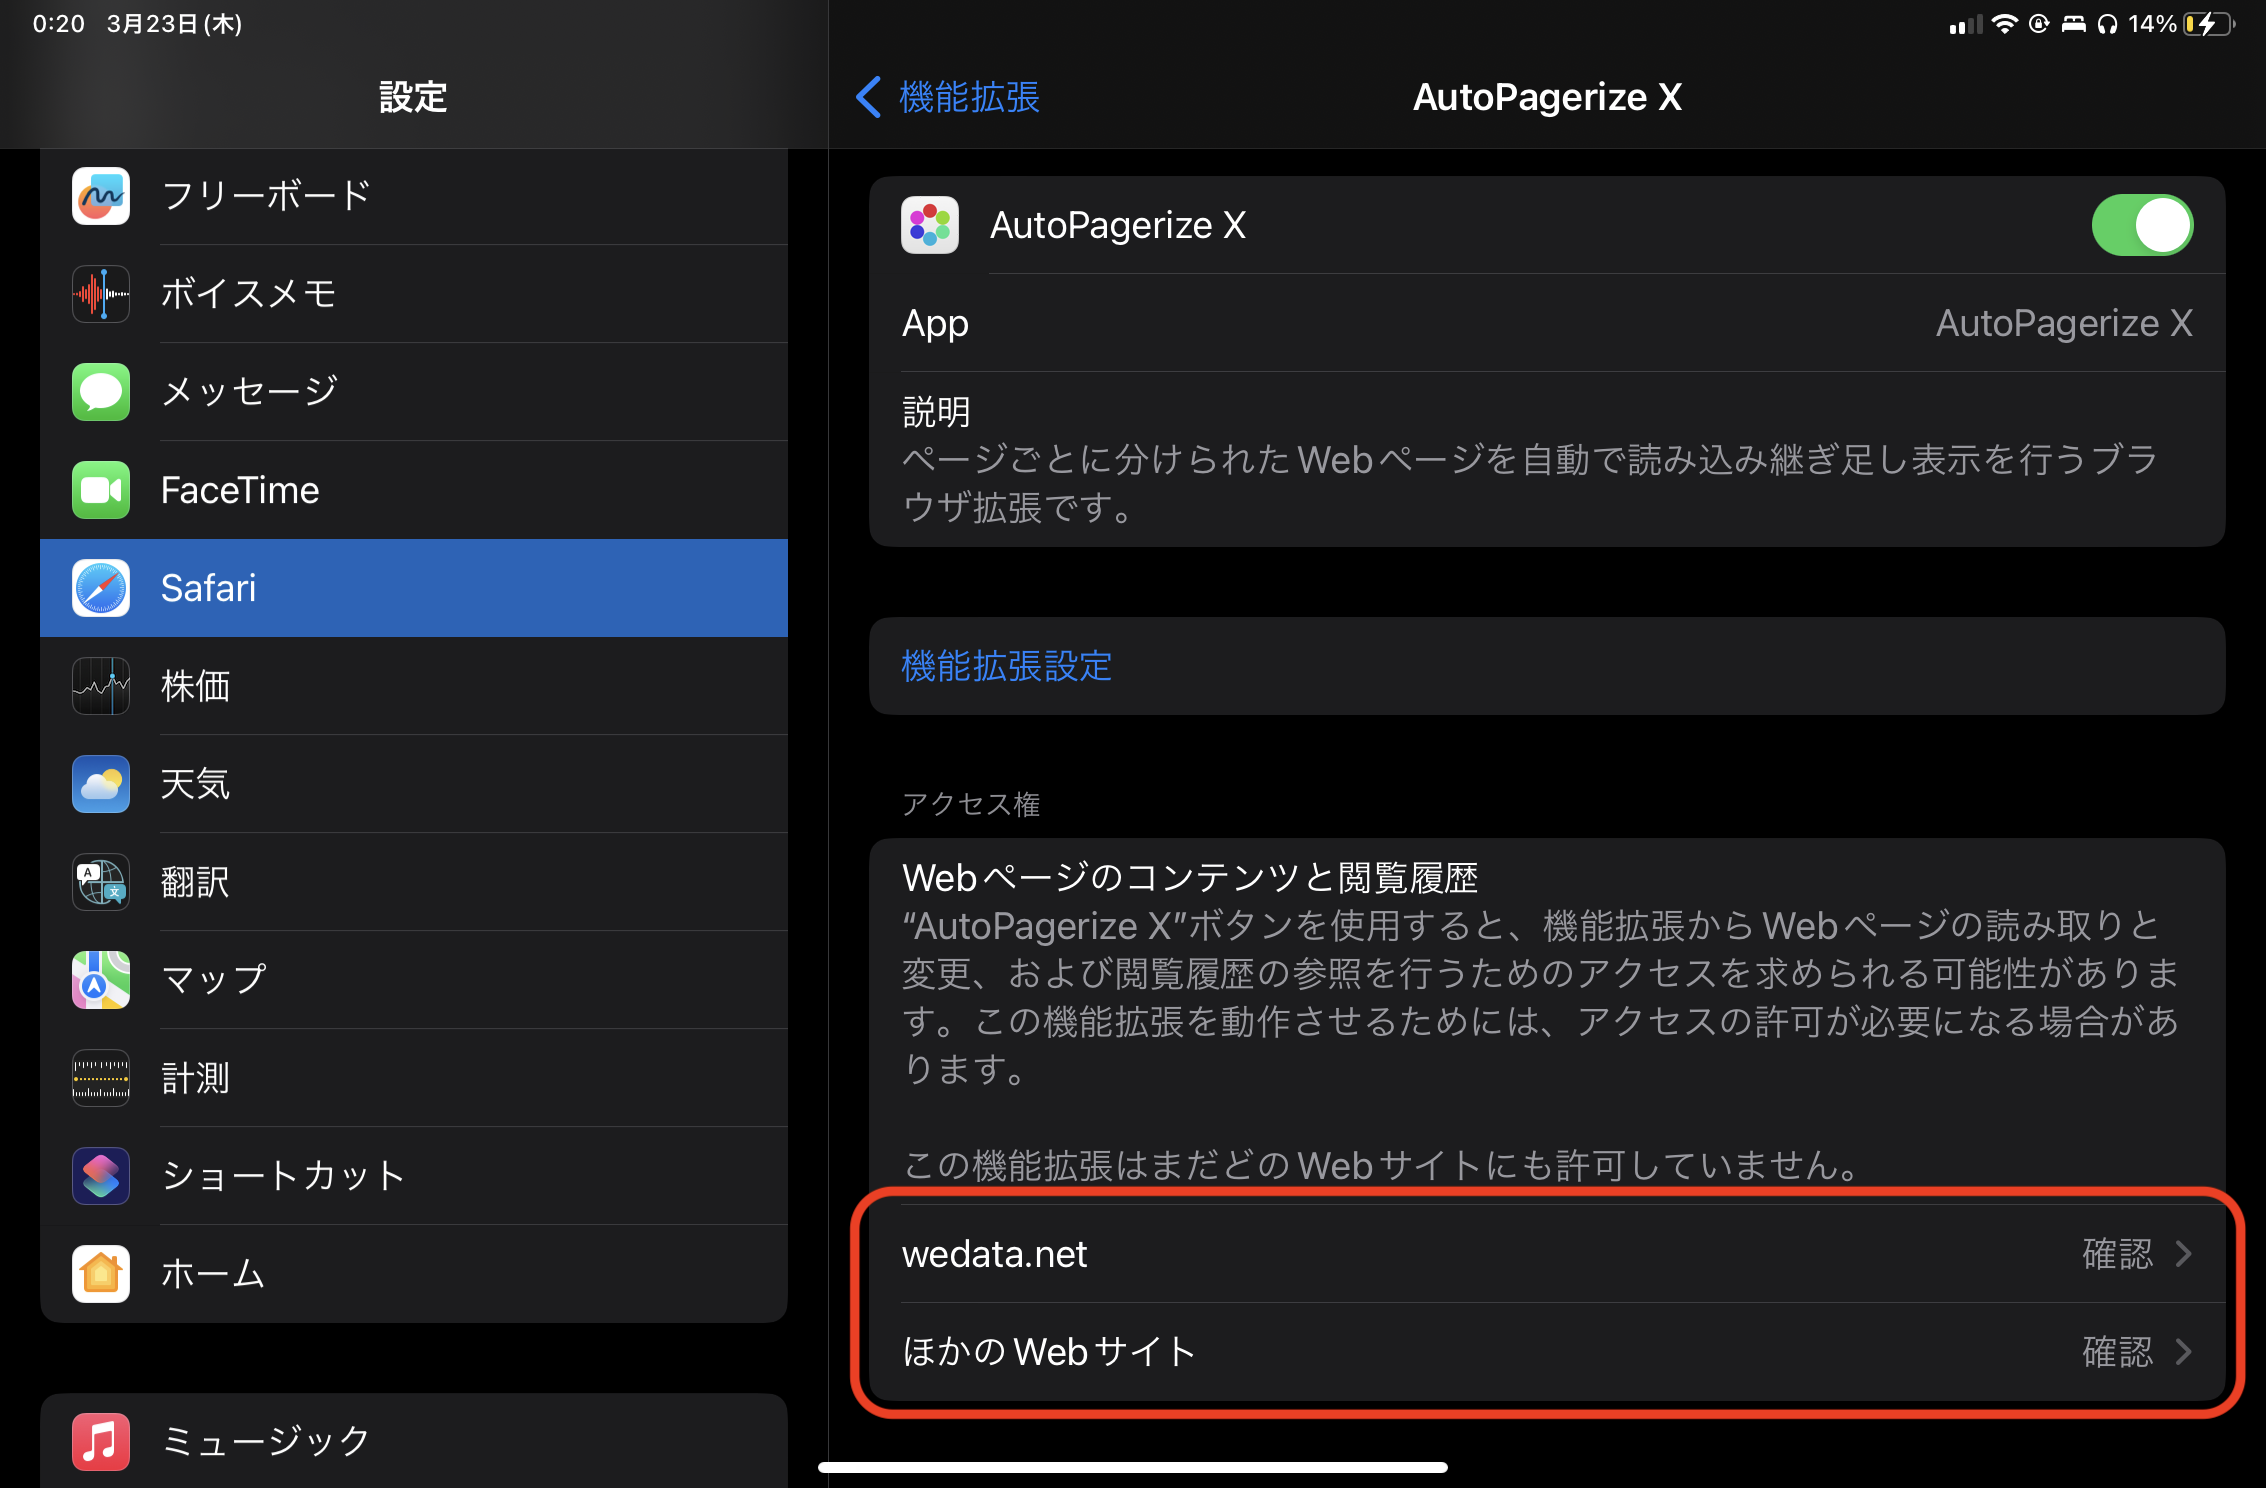 0:20 3月23日(木)
14%
設定
フリーボード
ボイスメモ
メッセージ
FaceTime
Safari
株価
天気
翻訳
マップ
計測
ショートカット
ホーム
ミュージック
機能拡張
AutoPagerize X
AutoPagerize X
App
AutoPagerize X
説明
ページごとに分けられたWebページを自動で読み込み継ぎ足し表示を行うブラ
ウザ拡張です。
機能拡張設定
アクセス権
Webページのコンテンツと閲覧履歴
“AutoPagerize X”ボタンを使用すると、機能拡張からWebページの読み取りと
変更、および閲覧履歴の参照を行うためのアクセスを求められる可能性がありま
す。この機能拡張を動作させるためには、アクセスの許可が必要になる場合があ
ります。
この機能拡張はまだどのWebサイトにも許可していません。
wedata.net
確認
ほかのWebサイト
確認